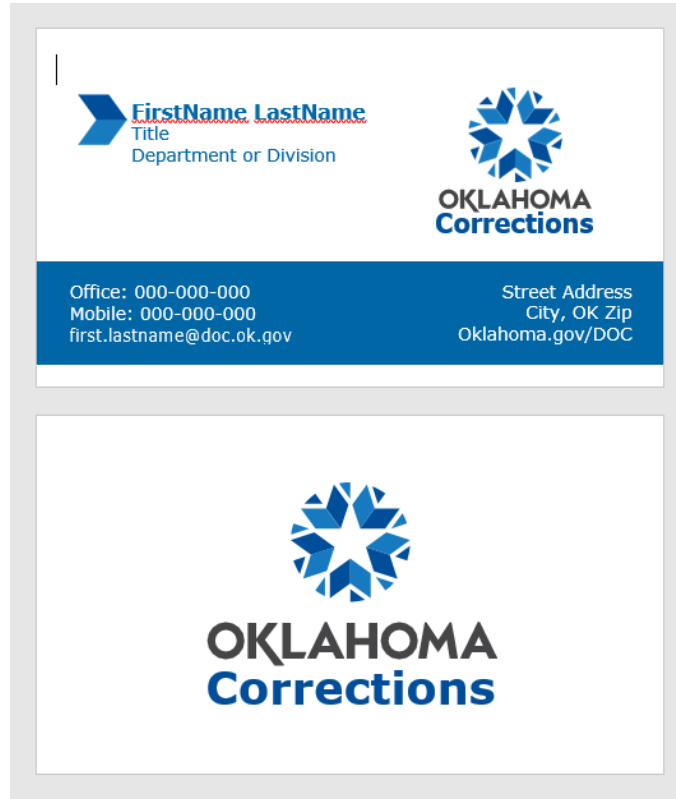 FirstName LastName
Title
Department or Division
OKLAHOMA
Corrections
Office: 000-000-000
Mobile: 000-000-000
first.lastname@doc.ok.gov
Street Address
City, OK Zip
Oklahoma.gov/DOC
OKLAHOMA
Corrections